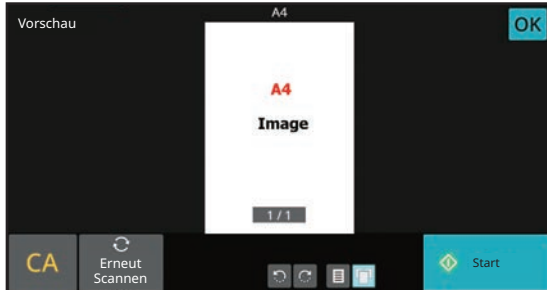 A4
Vorschau
OK
A4
Image
1 / 1
CA
Erneut
Scannen
Start